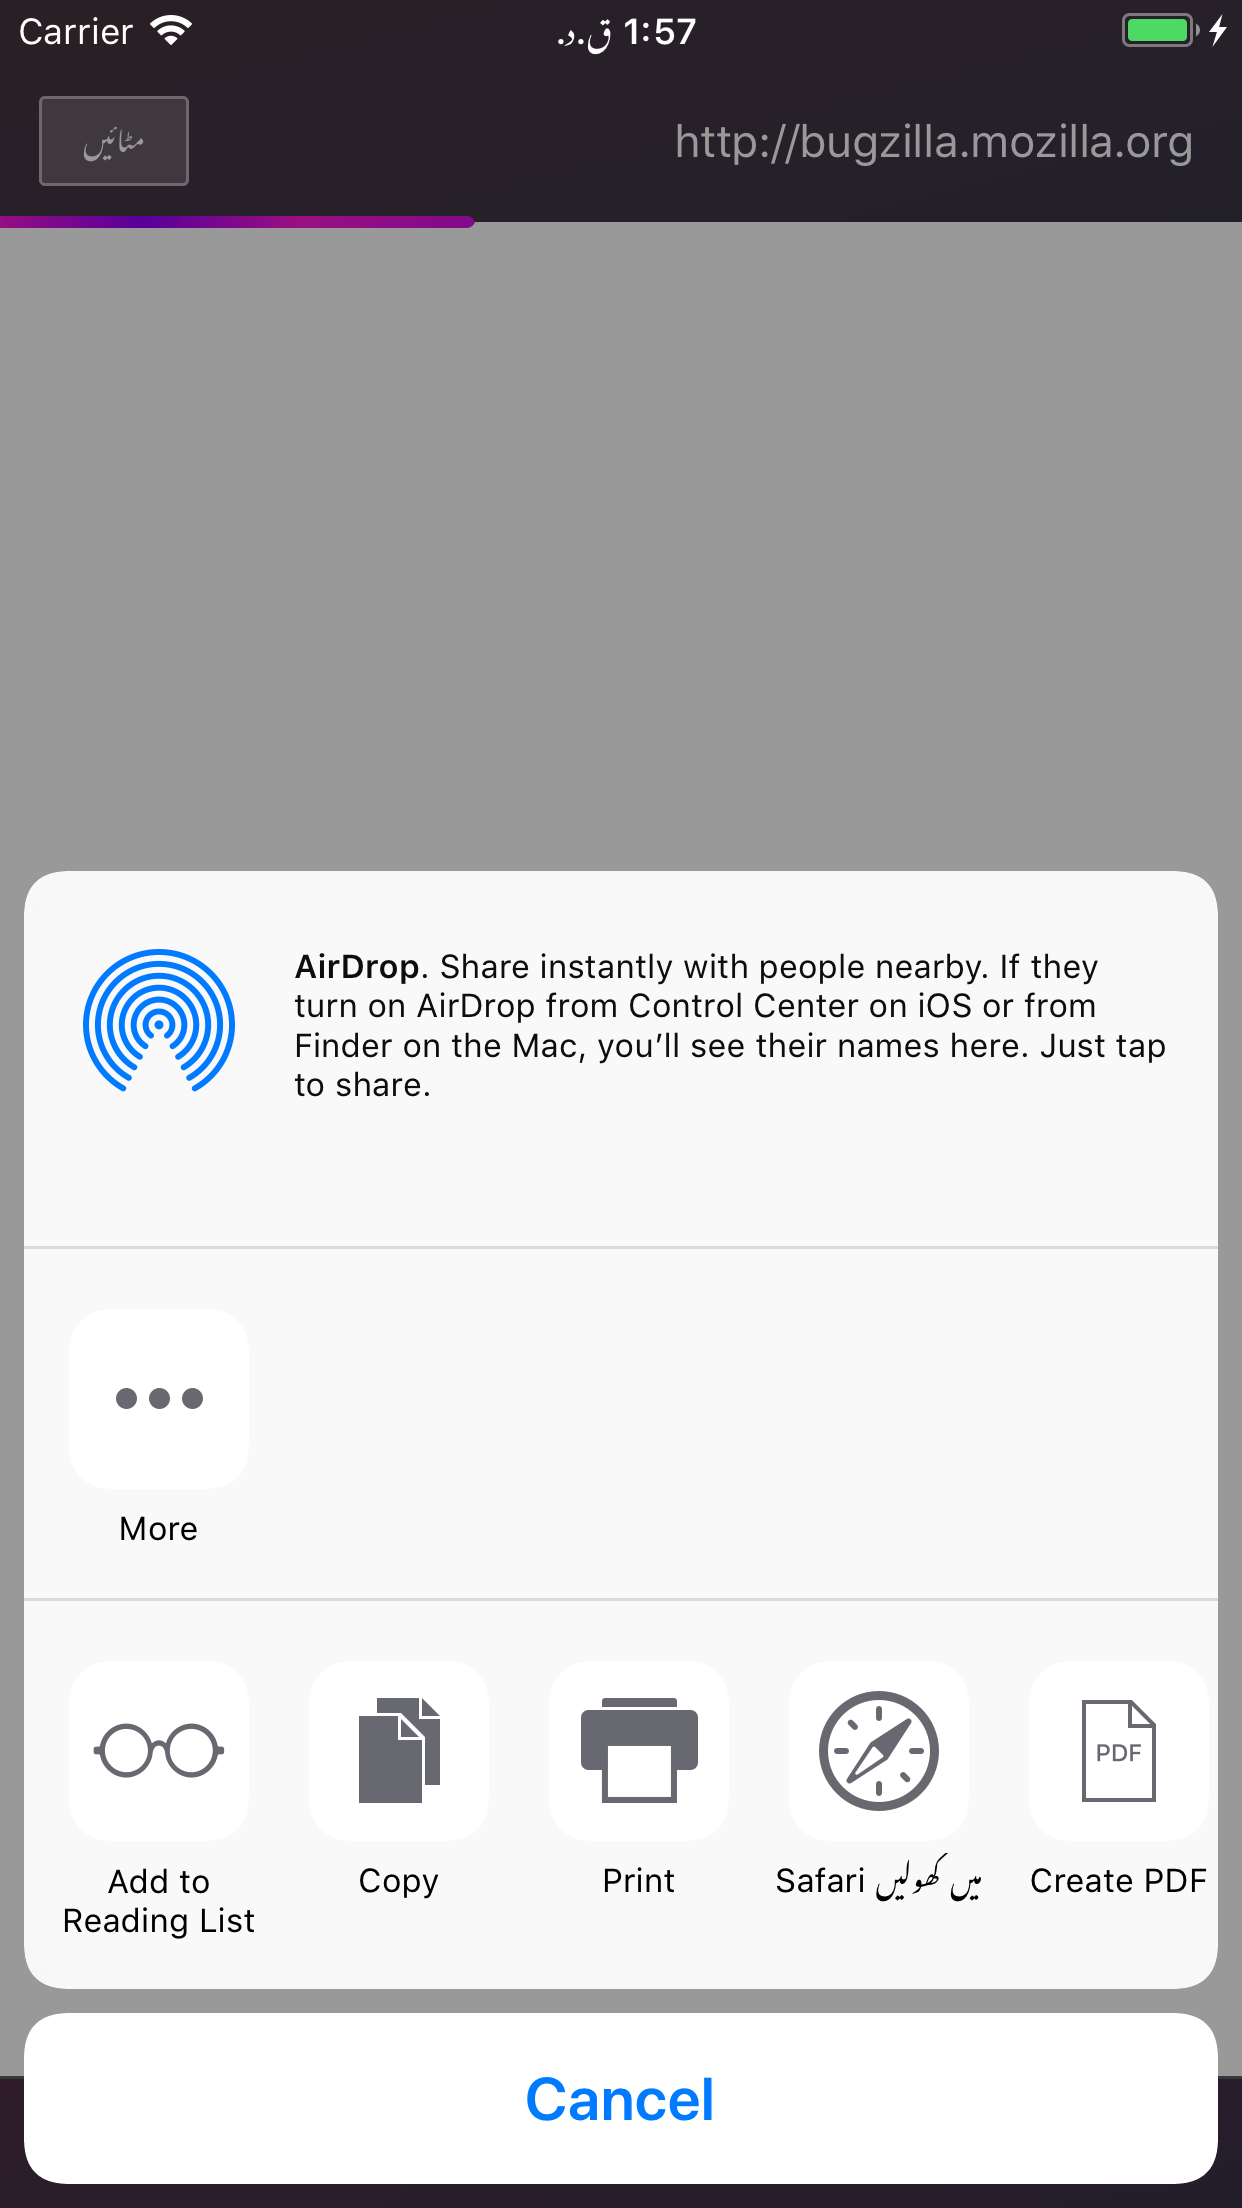 Carrier
1:57 ق.د.
مٹائیں
http://bugzilla.mozilla.org
AirDrop. Share instantly with people nearby. If they
turn on AirDrop from Control Center on iOS or from
Finder on the Mac, you’ll see their names here. Just tap
to share.
More
Add to
Reading List
Copy
Print
Safari میں کھولیں
PDF
Create PDF
Cancel